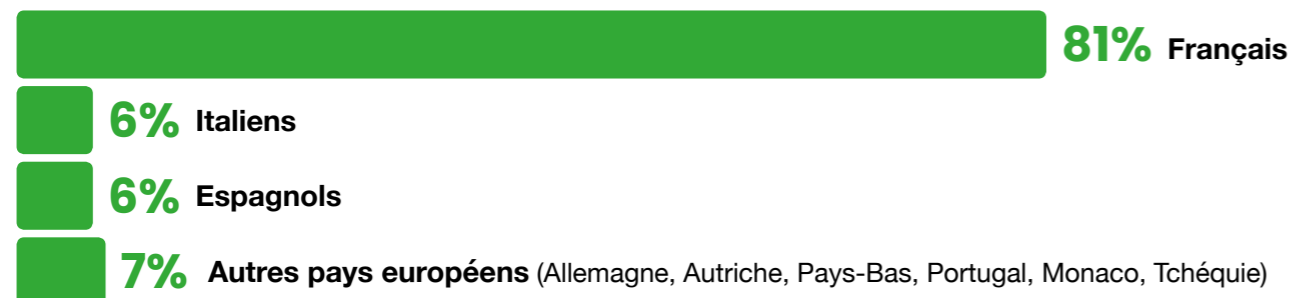 81% Français
6% Italiens
6% Espagnols
7% Autres pays européens (Allemagne, Autriche, Pays-Bas, Portugal, Monaco, Tchéquie)